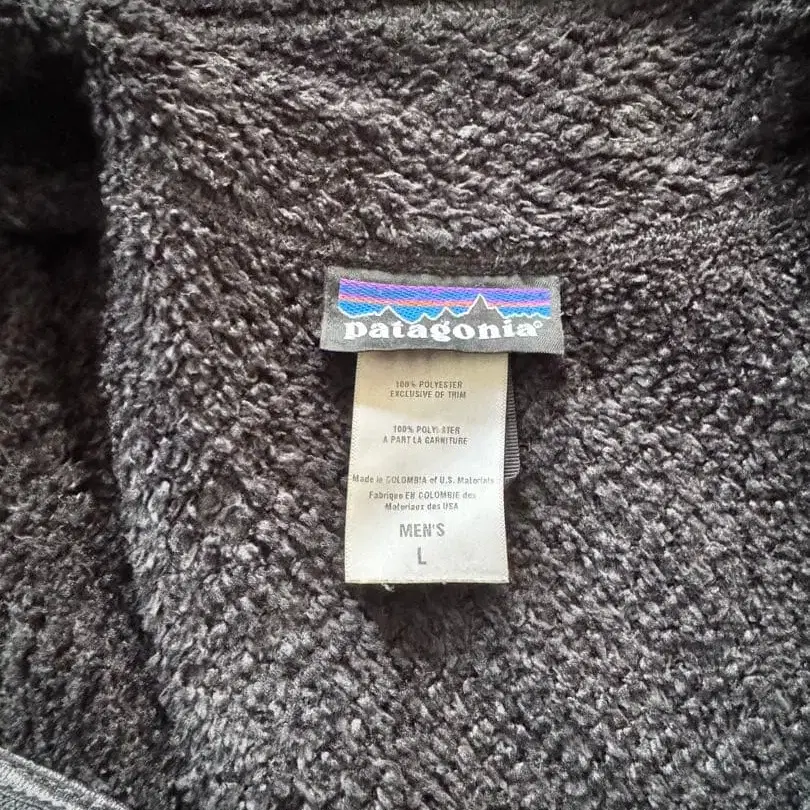 patagonia®
100% POLYESTER
EXCLUSIVE OF TRIM
100% POLYESTER
A PART LA GARNITURE
Made in COLOMBIA of U.S. Materials
Fabrique EN COLOMBIE des
Materiaux des USA
MEN'S
L